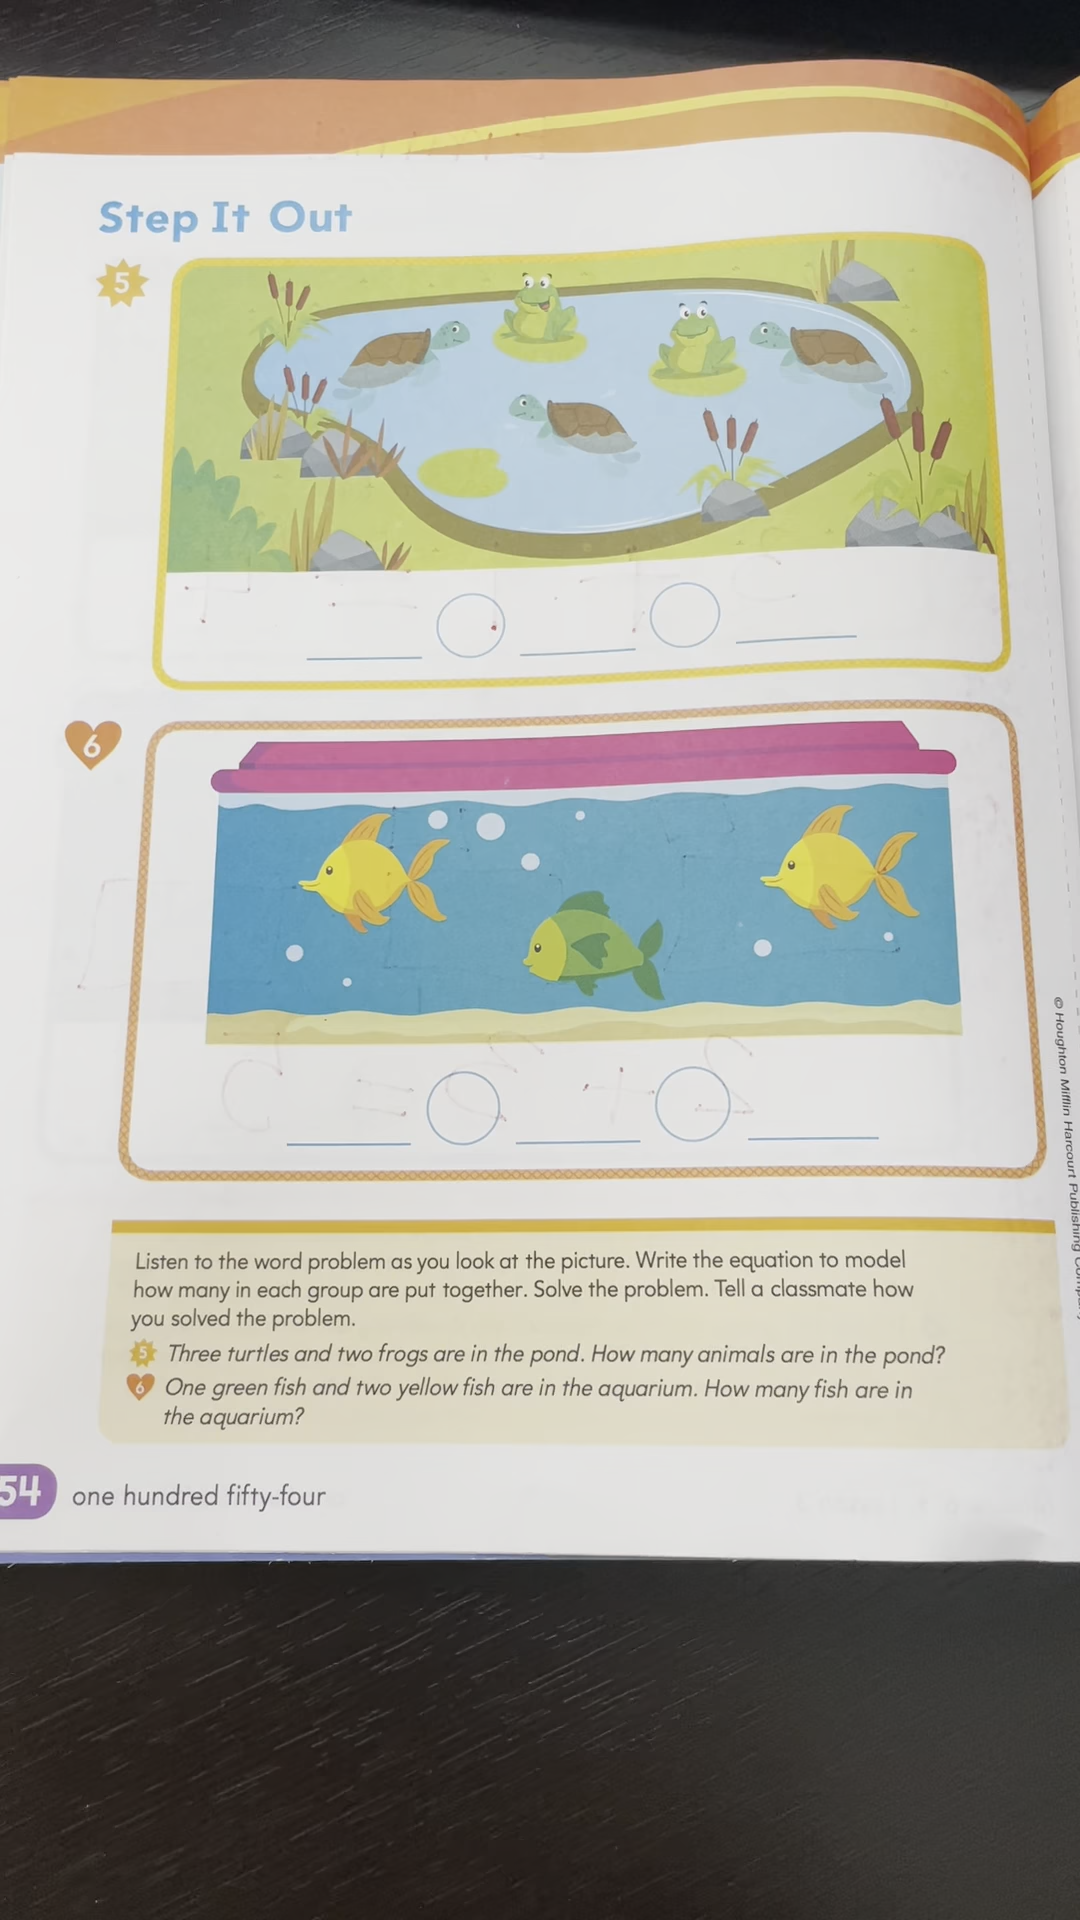 Step It Out
5
6
Listen to the word problem as you look at the picture. Write the equation to model
how many in each group are put together. Solve the problem. Tell a classmate how
you solved the problem.
5 Three turtles and two frogs are in the pond. How many animals are in the pond?
6 One green fish and two yellow fish are in the aquarium. How many fish are in
the aquarium?
54 one hundred fifty-four
© Houghton Mifflin Harcourt Publishing Company